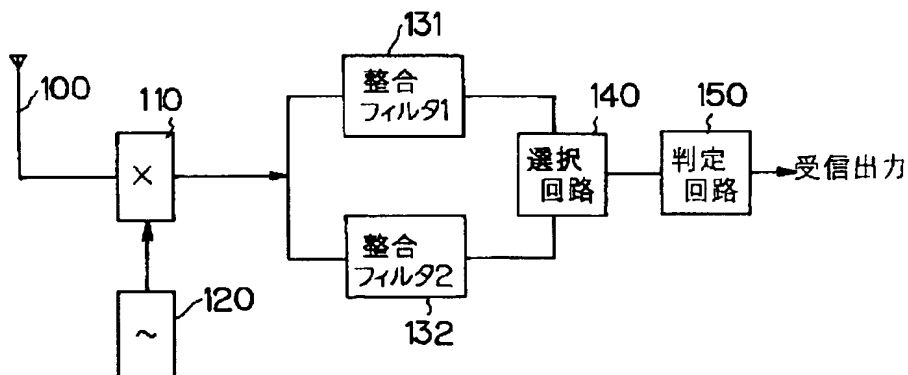 131
整合
フィルタ1
100
110
×
140
選択
回路
150
判定
回路
受信出力
整合
フィルタ2
132
120
~